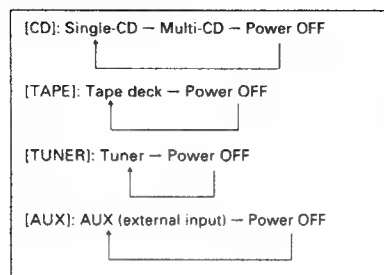 [CD]: Single-CD — Multi-CD — Power OFF
[TAPE]: Tape deck — Power OFF
[TUNER]: Tuner — Power OFF
[AUX]: AUX (external input) — Power OFF